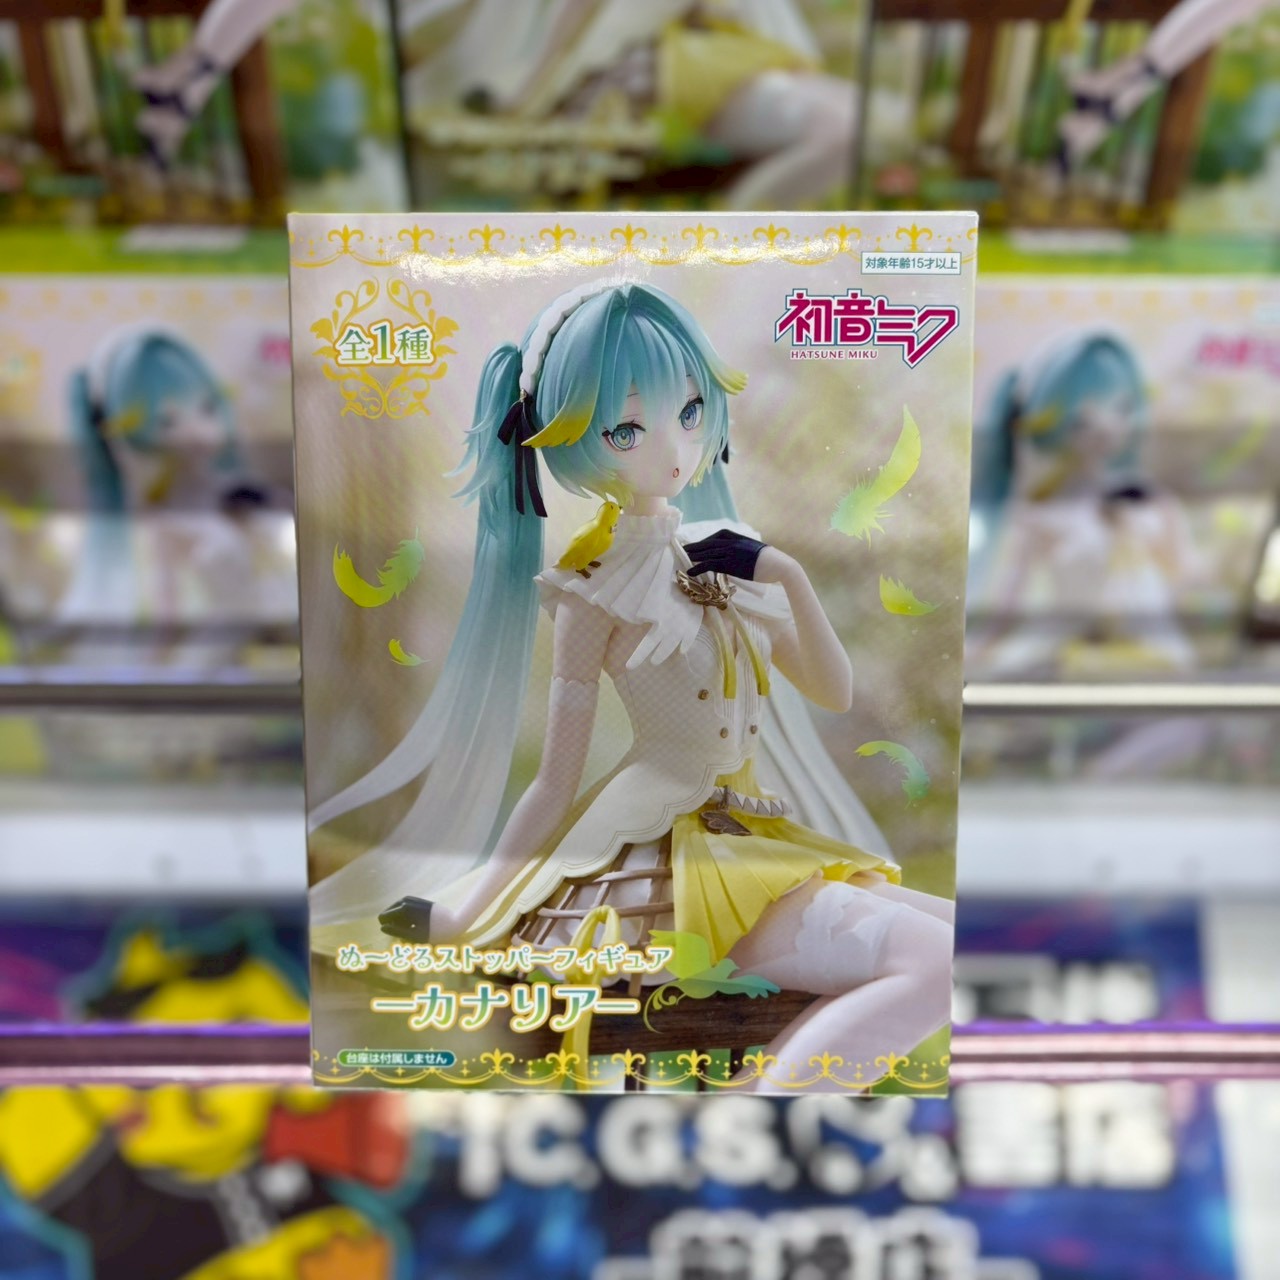 対象年齢15才以上
全1種
初音ミク
HATSUNE MIKU
ぬーどるストッパーフィギュア
ーカナリアー
台座は付属しません
.C.G.S.